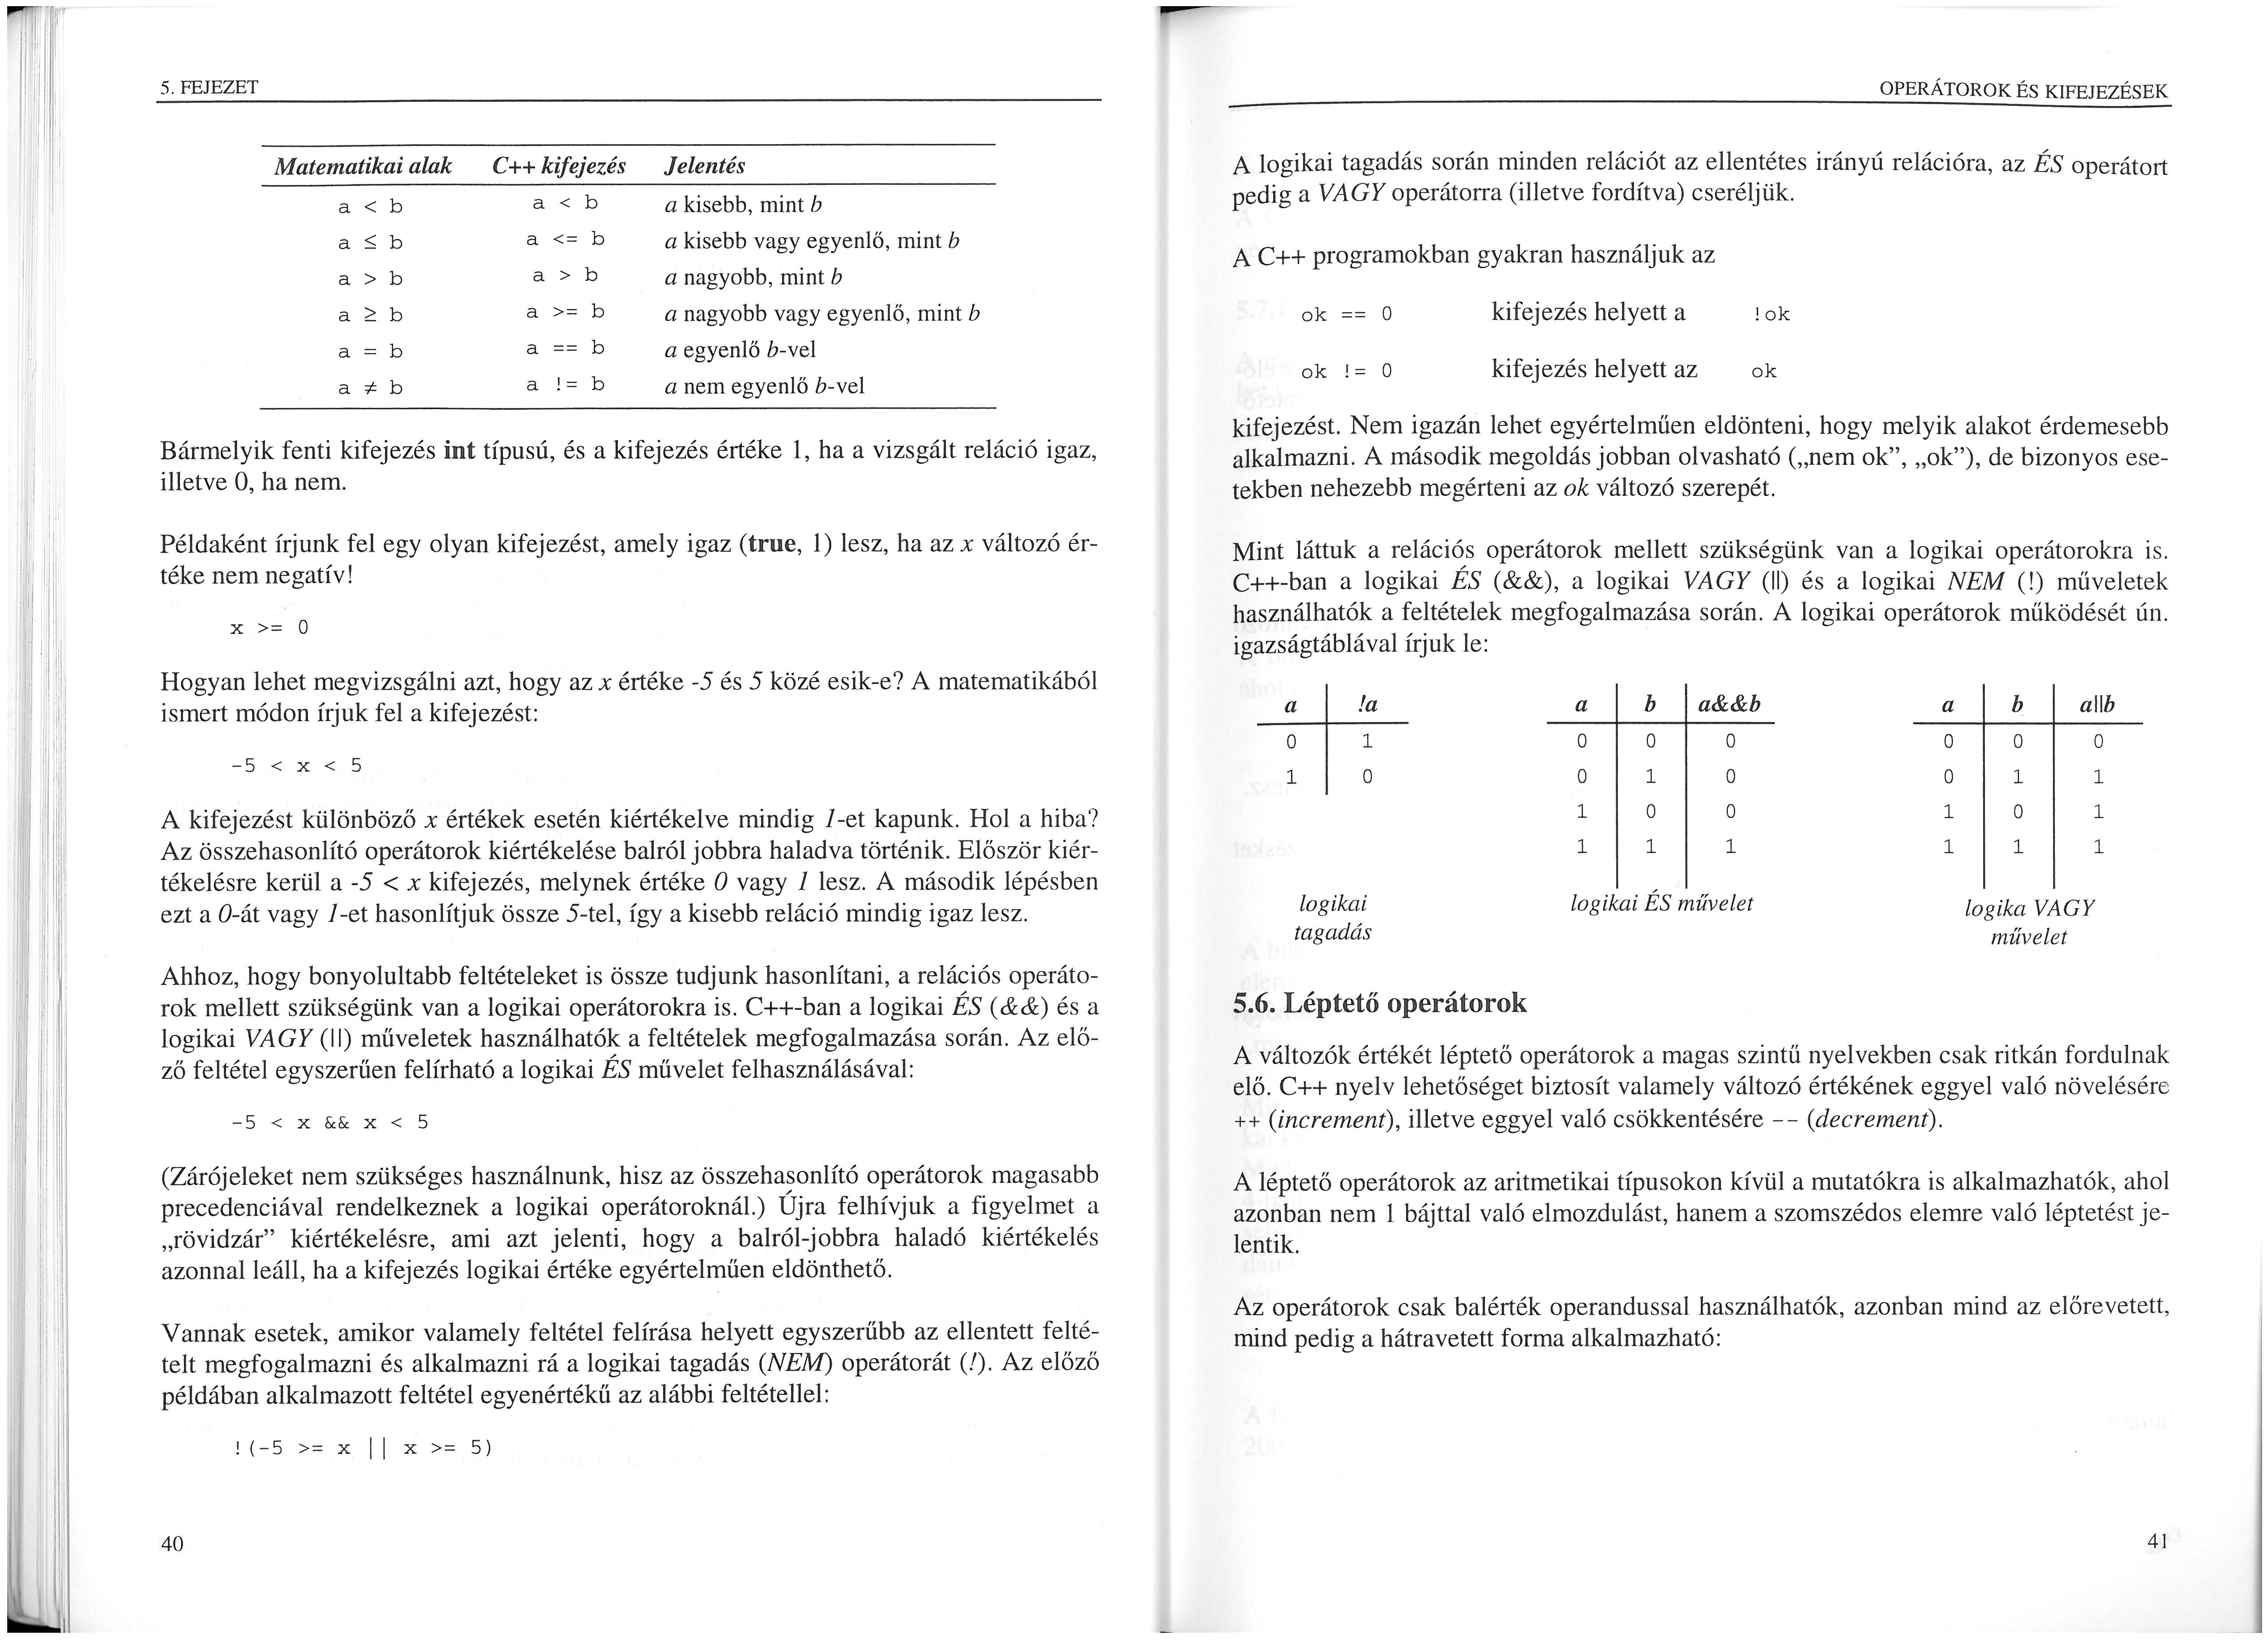 5. FEJEZET
Matematikai alak C++ kifejezés Jelentés
a < b a < b a kisebb, mint b
a ≤ b a <= b a kisebb vagy egyenlő, mint b
a > b a > b a nagyobb, mint b
a ≥ b a >= b a nagyobb vagy egyenlő, mint b
a = b a == b a egyenlő b-vel
a ≠ b a != b a nem egyenlő b-vel
Bármelyik fenti kifejezés int típusú, és a kifejezés értéke 1, ha a vizsgált reláció igaz,
illetve 0, ha nem.
Példaként írjunk fel egy olyan kifejezést, amely igaz (true, 1) lesz, ha az x változó ér-
téke nem negatív!
x >= 0
Hogyan lehet megvizsgálni azt, hogy az x értéke -5 és 5 közé esik-e? A matematikából
ismert módon írjuk fel a kifejezést:
-5 < x < 5
A kifejezést különböző x értékek esetén kiértékelve mindig 1-et kapunk. Hol a hiba?
Az összehasonlító operátorok kiértékelése balról jobbra haladva történik. Először kiér-
tékelésre kerül a -5 < x kifejezés, melynek értéke 0 vagy 1 lesz. A második lépésben
ezt a 0-át vagy 1-et hasonlítjuk össze 5-tel, így a kisebb reláció mindig igaz lesz.
Ahhoz, hogy bonyolultabb feltételeket is össze tudjunk hasonlítani, a relációs operáto-
rok mellett szükségünk van a logikai operátorokra is. C++-ban a logikai ÉS (&&) és a
logikai VAGY (||) műveletek használhatók a feltételek megfogalmazása során. Az elő-
ző feltétel egyszerűen felírható a logikai ÉS művelet felhasználásával:
-5 < x && x < 5
(Zárójeleket nem szükséges használnunk, hisz az összehasonlító operátorok magasabb
precedenciával rendelkeznek a logikai operátoroknál.) Újra felhívjuk a figyelmet a
„rövidzár” kiértékelésre, ami azt jelenti, hogy a balról-jobbra haladó kiértékelés
azonnal leáll, ha a kifejezés logikai értéke egyértelműen eldönthető.
Vannak esetek, amikor valamely feltétel felírása helyett egyszerűbb az ellentett felté-
telt megfogalmazni és alkalmazni rá a logikai tagadás (NEM) operátorát (!). Az előző
példában alkalmazott feltétel egyenértékű az alábbi feltétellel:
!(-5 >= x || x >= 5)
40
OPERÁTOROK ÉS KIFEJEZÉSEK
A logikai tagadás során minden relációt az ellentétes irányú relációra, az ÉS operátort
pedig a VAGY operátorra (illetve fordítva) cseréljük.
A C++ programokban gyakran használjuk az
ok == 0 kifejezés helyett a !ok
ok != 0 kifejezés helyett az ok
kifejezést. Nem igazán lehet egyértelműen eldönteni, hogy melyik alakot érdemesebb
alkalmazni. A második megoldás jobban olvasható („nem ok”, „ok”), de bizonyos ese-
tekben nehezebb megérteni az ok változó szerepét.
Mint láttuk a relációs operátorok mellett szükségünk van a logikai operátorokra is.
C++-ban a logikai ÉS (&&), a logikai VAGY (||) és a logikai NEM (!) műveletek
használhatók a feltételek megfogalmazása során. A logikai operátorok működését ún.
igazságtáblával írjuk le:
a !a a b a&&b a b a||b
0 1 0 0 0 0 0 0
1 0 0 1 0 0 1 1
1 0 0 1 0 1
1 1 1 1 1 1
logikai logikai ÉS művelet logika VAGY
tagadás művelet
5.6. Léptető operátorok
A változók értékét léptető operátorok a magas szintű nyelvekben csak ritkán fordulnak
elő. C++ nyelv lehetőséget biztosít valamely változó értékének eggyel való növelésére
++ (increment), illetve eggyel való csökkentésére -- (decrement).
A léptető operátorok az aritmetikai típusokon kívül a mutatókra is alkalmazhatók, ahol
azonban nem 1 bájttal való elmozdulást, hanem a szomszédos elemre való léptetést je-
lentik.
Az operátorok csak balérték operandussal használhatók, azonban mind az előrevetett,
mind pedig a hátravetett forma alkalmazható:
41